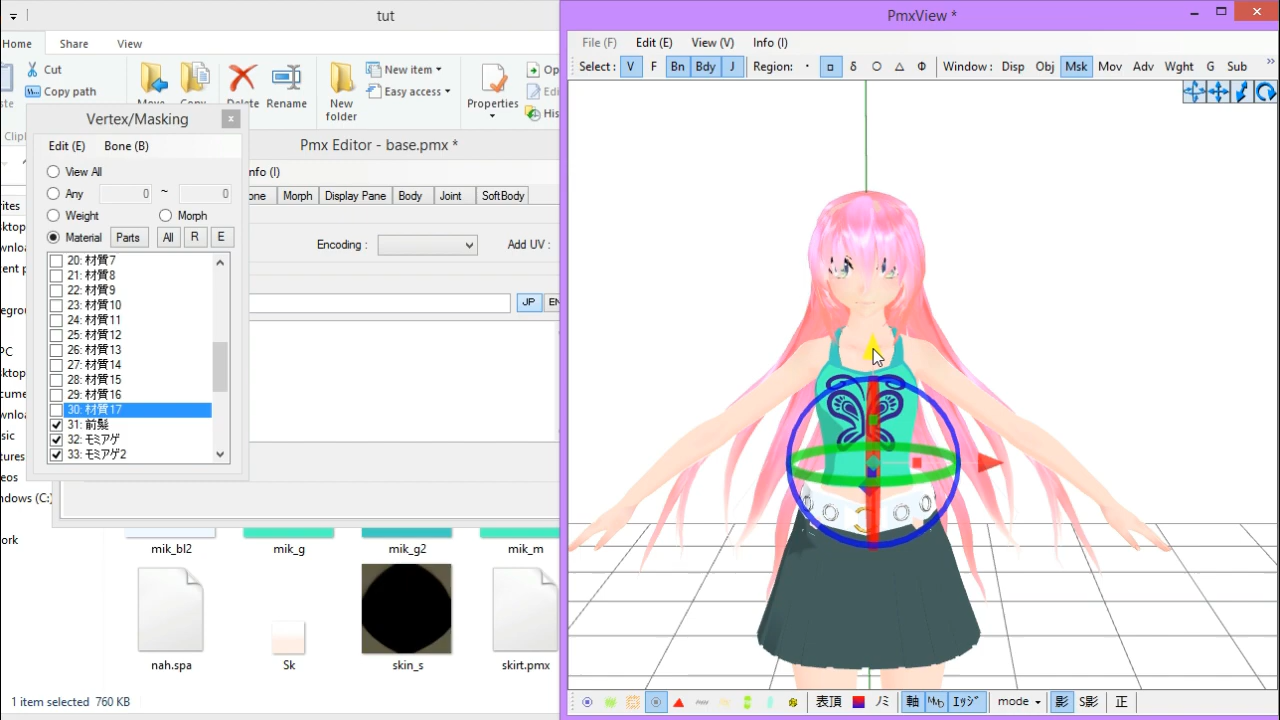 tut
PmxView *
Home
Share
View
File (F)
Edit (E)
View (V)
Info (I)
Select :
V
F
Bn
Bdy
J
Region:
Window :
Disp
Obj
Msk
Mov
Adv
Wght
G
Sub
Cut
Copy path
Move
Copy
Delete
Rename
New folder
New item
Easy access
Properties
Vertex/Masking
x
Edit (E)
Bone (B)
Pmx Editor - base.pmx *
View All
Any
0
~
0
Weight
Morph
Material
Parts
All
R
E
Morph
Display Pane
Body
Joint
SoftBody
Encoding :
Add UV :
JP
20: 材質7
21: 材質8
22: 材質9
23: 材質10
24: 材質11
25: 材質12
26: 材質13
27: 材質14
28: 材質15
29: 材質16
30: 材質17
31: 前髪
32: モミアゲ
33: モミアゲ2
mik_bl2
mik_g
mik_g2
mik_m
nah.spa
Sk
skin_s
skirt.pmx
1 item selected 760 KB
表頂
ノミ
軸
エッジ
mode
影
S影
正